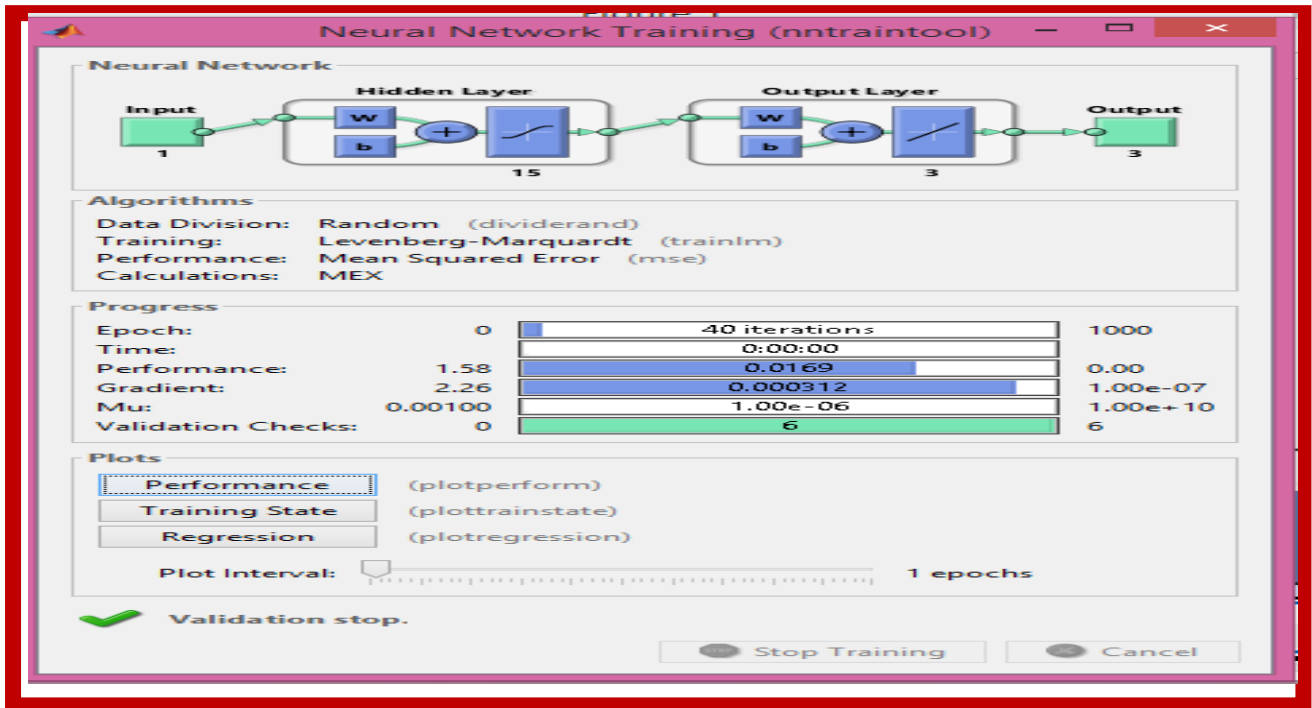 Neural Network Training (nntraintool)
Neural Network
Hidden Layer
Output Layer
Input
Output
W
b
W
b
1
15
3
3
Algorithms
Data Division: Random (dividerand)
Training: Levenberg-Marquardt (trainlm)
Performance: Mean Squared Error (mse)
Calculations: MEX
Progress
Epoch: 0 40 iterations 1000
Time: 0:00:00
Performance: 1.58 0.0169 0.00
Gradient: 2.26 0.000312 1.00e-07
Mu: 0.00100 1.00e-06 1.00e+10
Validation Checks: 0 6 6
Plots
Performance (plotperform)
Training State (plottrainstate)
Regression (plotregression)
Plot Interval: 1 epochs
Validation stop.
Stop Training Cancel